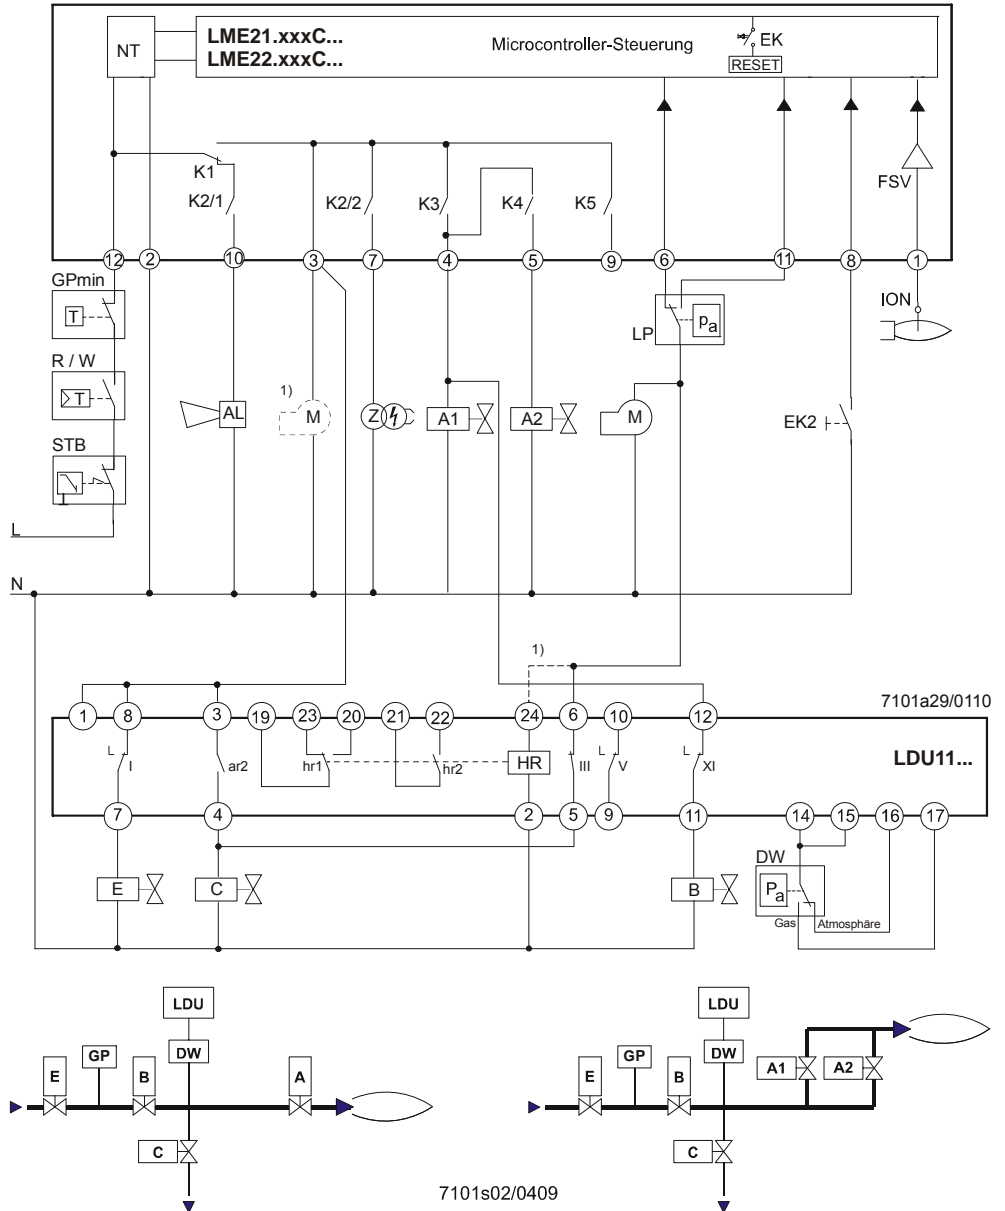 NT
LME21.xxxC...
LME22.xxxC...
Microcontroller-Steuerung
EK
RESET
K1
K2/1
K2/2
K3
K4
K5
FSV
12
2
10
3
7
4
5
9
6
11
8
1
GPmin
T
R / W
T
STB
L
AL
1)
M
Z
A1
A2
M
LP
pa
EK2
ION
N
1)
7101a29/0110
1
8
3
19
23
20
21
22
24
6
10
12
LDU11...
I
ar2
hr1
hr2
HR
III
V
XI
7
4
2
5
9
11
14
15
16
17
E
C
B
DW
Pa
Gas
Atmosphäre
LDU
GP
DW
E
B
A
C
LDU
GP
DW
E
B
A1
A2
C
7101s02/0409